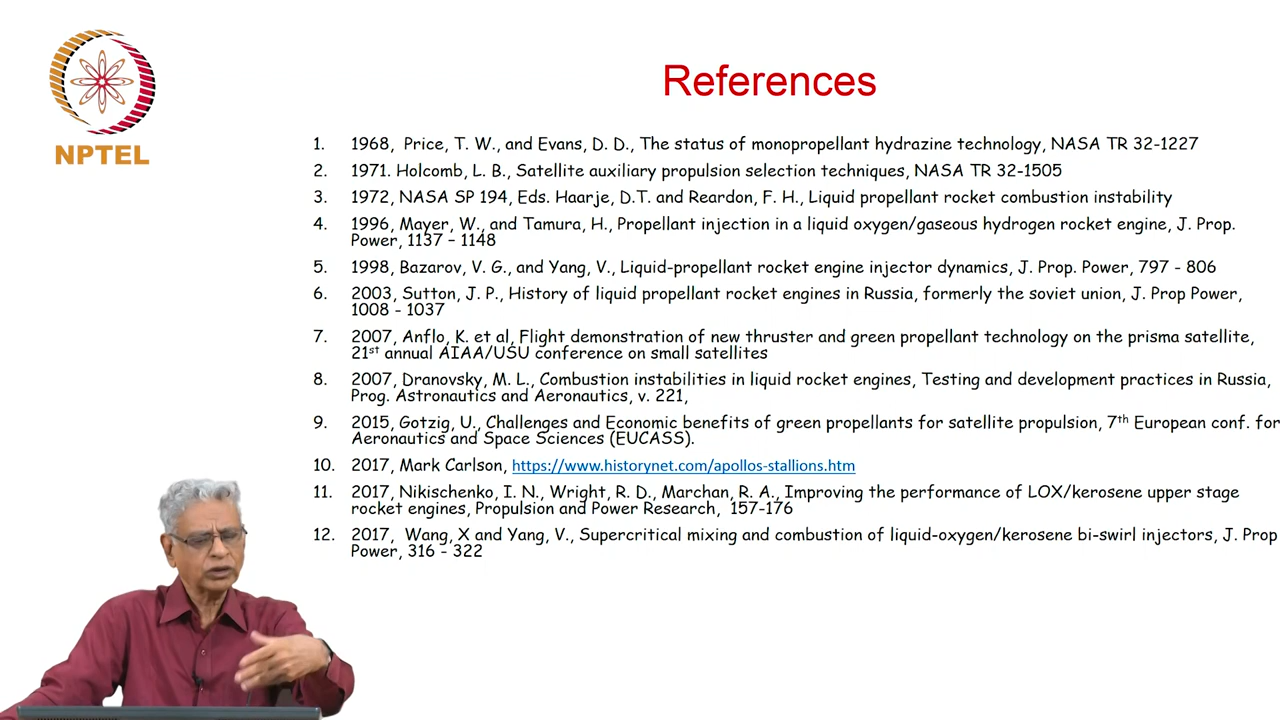 NPTEL
References
1. 1968, Price, T. W., and Evans, D. D., The status of monopropellant hydrazine technology, NASA TR 32-1227
2. 1971. Holcomb, L. B., Satellite auxiliary propulsion selection techniques, NASA TR 32-1505
3. 1972, NASA SP 194, Eds. Haarje, D.T. and Reardon, F. H., Liquid propellant rocket combustion instability
4. 1996, Mayer, W., and Tamura, H., Propellant injection in a liquid oxygen/gaseous hydrogen rocket engine, J. Prop.
Power, 1137 – 1148
5. 1998, Bazarov, V. G., and Yang, V., Liquid-propellant rocket engine injector dynamics, J. Prop. Power, 797 - 806
6. 2003, Sutton, J. P., History of liquid propellant rocket engines in Russia, formerly the soviet union, J. Prop Power,
1008 - 1037
7. 2007, Anflo, K. et al, Flight demonstration of new thruster and green propellant technology on the prisma satellite,
21st annual AIAA/USU conference on small satellites
8. 2007, Dranovsky, M. L., Combustion instabilities in liquid rocket engines, Testing and development practices in Russia,
Prog. Astronautics and Aeronautics, v. 221,
9. 2015, Gotzig, U., Challenges and Economic benefits of green propellants for satellite propulsion, 7th European conf. for
Aeronautics and Space Sciences (EUCASS).
10. 2017, Mark Carlson, https://www.historynet.com/apollos-stallions.htm
11. 2017, Nikischenko, I. N., Wright, R. D., Marchan, R. A., Improving the performance of LOX/kerosene upper stage
rocket engines, Propulsion and Power Research, 157-176
12. 2017, Wang, X and Yang, V., Supercritical mixing and combustion of liquid-oxygen/kerosene bi-swirl injectors, J. Prop
Power, 316 - 322